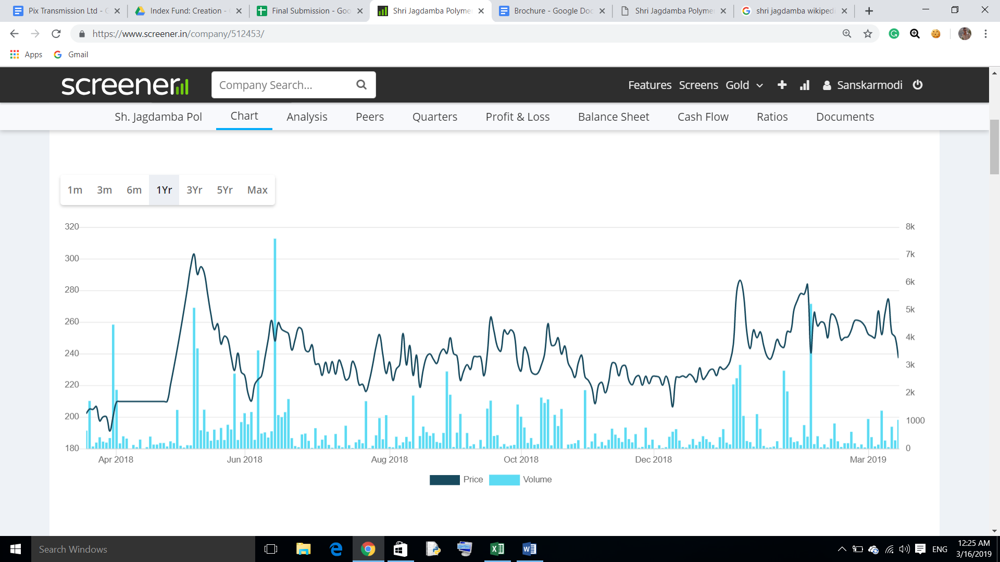 Pix Transmission Ltd -
Index Fund: Creation -
Final Submission - Goo
Shri Jagdamba Polyme
Brochure - Google Doc
Shri Jagdamba Polyme
shri jagdamba wikiped
https://www.screener.in/company/512453/
Apps Gmail
screener Company Search... Features Screens Gold Sanskarmodi
Sh. Jagdamba Pol Chart Analysis Peers Quarters Profit & Loss Balance Sheet Cash Flow Ratios Documents
1m 3m 6m 1Yr 3Yr 5Yr Max
320 8k
300 7k
280 6k
260 5k
240 4k
3k
220 2k
200 1000
180 0
Apr 2018 Jun 2018 Aug 2018 Oct 2018 Dec 2018 Mar 2019
Price Volume
Search Windows
ENG
12:25 AM
3/16/2019